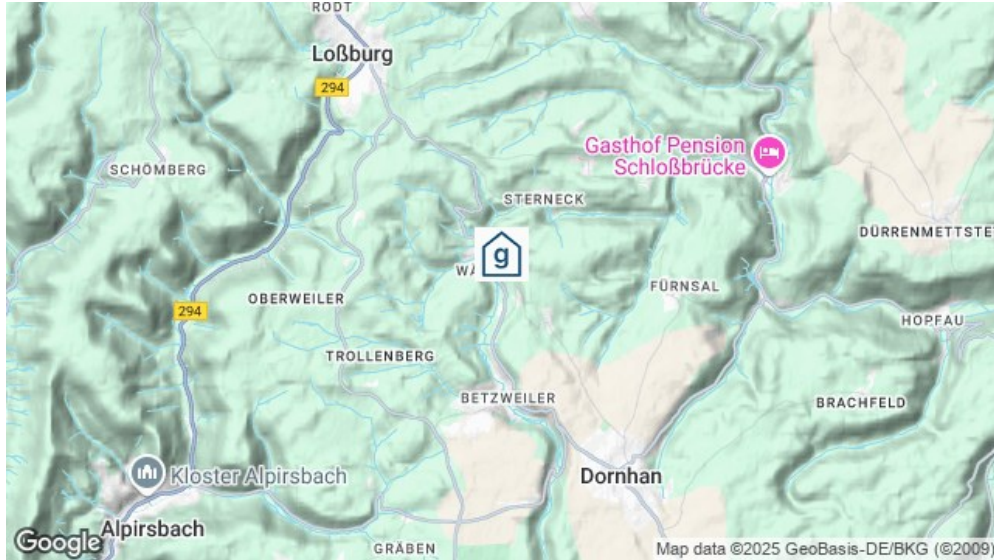 RODT
Loßburg
294
Gasthof Pension
Schloßbrücke
SCHÖMBERG
STERNECK
DÜRRENMETTSTE
g
FÜRNSAL
OBERWEILER
294
HOPFAU
TROLLENBERG
BETZWEILER
BRACHFELD
Kloster Alpirsbach
Dornhan
Alpirsbach
Google
GRÄBEN
Map data ©2025 GeoBasis-DE/BKG (©2009)